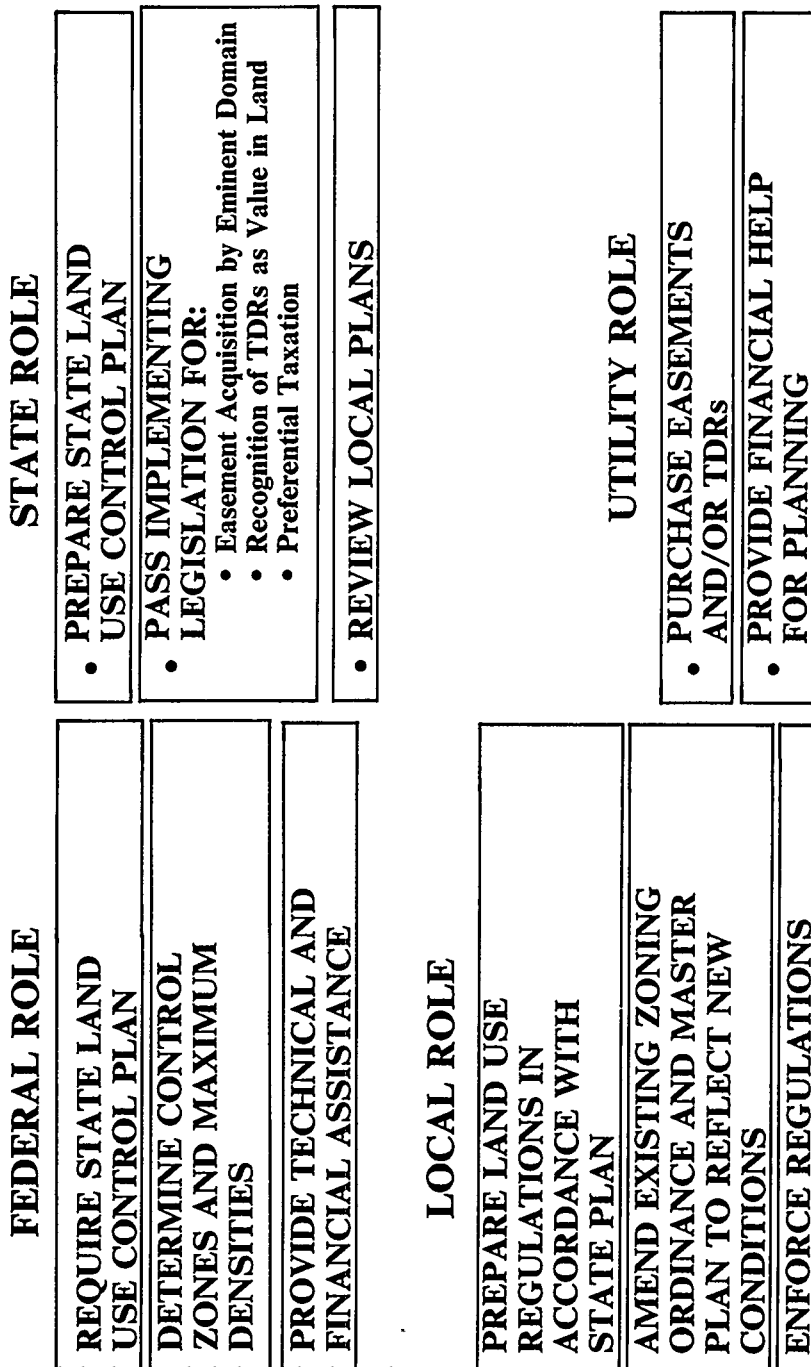 FEDERAL ROLE
REQUIRE STATE LAND
USE CONTROL PLAN
DETERMINE CONTROL
ZONES AND MAXIMUM
DENSITIES
PROVIDE TECHNICAL AND
FINANCIAL ASSISTANCE
STATE ROLE
• PREPARE STATE LAND
USE CONTROL PLAN
• PASS IMPLEMENTING
LEGISLATION FOR:
• Easement Acquisition by Eminent Domain
• Recognition of TDRs as Value in Land
• Preferential Taxation
• REVIEW LOCAL PLANS
LOCAL ROLE
PREPARE LAND USE
REGULATIONS IN
ACCORDANCE WITH
STATE PLAN
AMEND EXISTING ZONING
ORDINANCE AND MASTER
PLAN TO REFLECT NEW
CONDITIONS
ENFORCE REGULATIONS
UTILITY ROLE
• PURCHASE EASEMENTS
AND/OR TDRs
• PROVIDE FINANCIAL HELP
FOR PLANNING